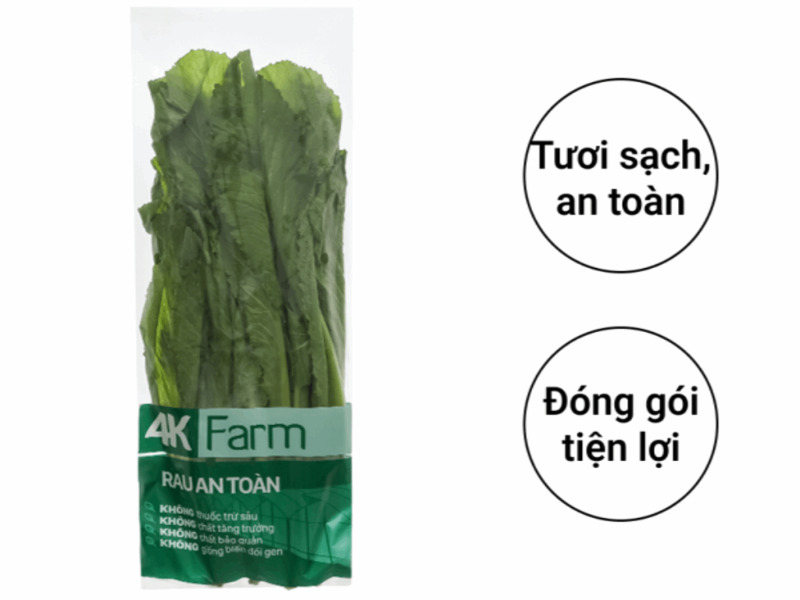 4K Farm
RAU AN TOÀN
KHÔNG thuốc trừ sâu
KHÔNG chất tăng trưởng
KHÔNG chất bảo quản
KHÔNG giống biến đổi gen
Tươi sạch,
an toàn
Đóng gói
tiện lợi